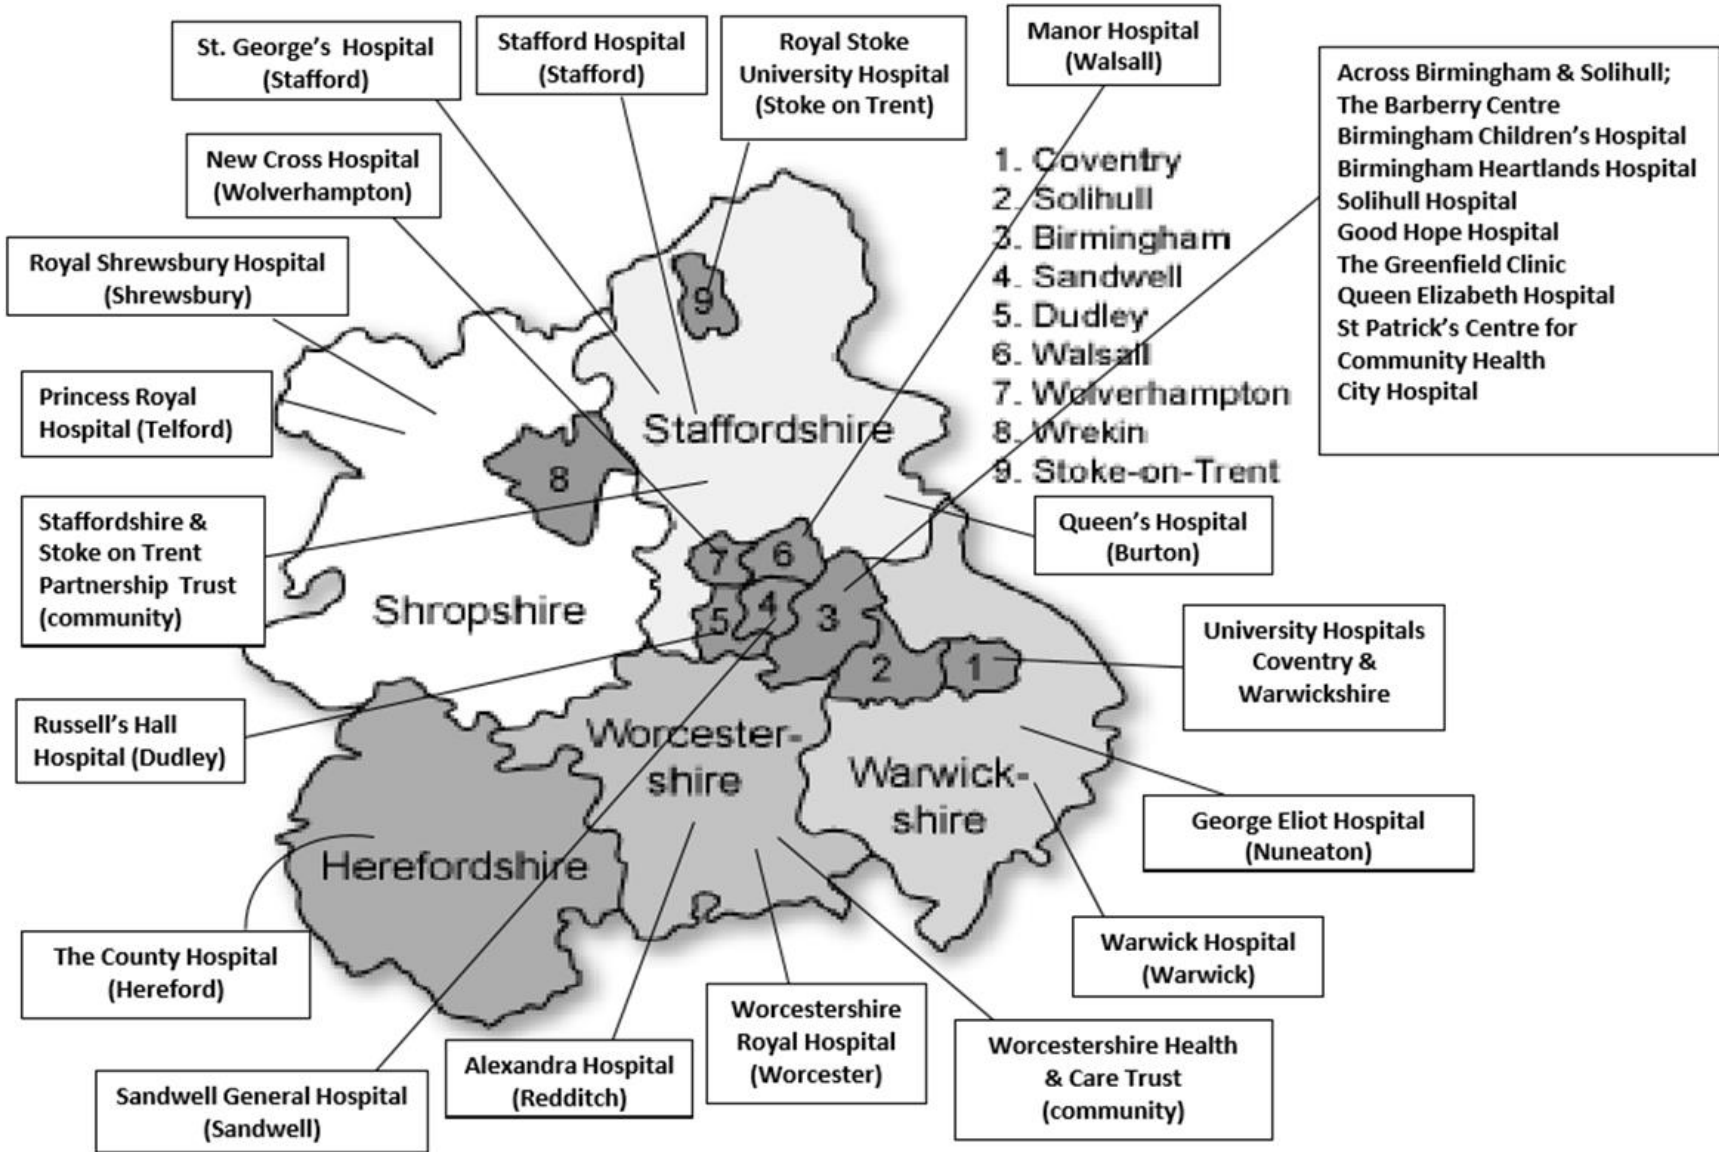 St. George’s Hospital
(Stafford)
Stafford Hospital
(Stafford)
Royal Stoke
University Hospital
(Stoke on Trent)
Manor Hospital
(Walsall)
Across Birmingham & Solihull;
The Barberry Centre
Birmingham Children’s Hospital
Birmingham Heartlands Hospital
Solihull Hospital
Good Hope Hospital
The Greenfield Clinic
Queen Elizabeth Hospital
St Patrick’s Centre for
Community Health
City Hospital
New Cross Hospital
(Wolverhampton)
1. Coventry
2. Solihull
3. Birmingham
4. Sandwell
5. Dudley
6. Walsall
7. Wolverhampton
8. Wrekin
9. Stoke-on-Trent
Royal Shrewsbury Hospital
(Shrewsbury)
9
Princess Royal
Hospital (Telford)
Staffordshire
8
Staffordshire &
Stoke on Trent
Partnership Trust
(community)
Queen’s Hospital
(Burton)
7
6
Shropshire
5
4
3
2
1
University Hospitals
Coventry &
Warwickshire
Russell’s Hall
Hospital (Dudley)
Worcester-
shire
Warwick-
shire
George Eliot Hospital
(Nuneaton)
Herefordshire
The County Hospital
(Hereford)
Warwick Hospital
(Warwick)
Sandwell General Hospital
(Sandwell)
Alexandra Hospital
(Redditch)
Worcestershire
Royal Hospital
(Worcester)
Worcestershire Health
& Care Trust
(community)